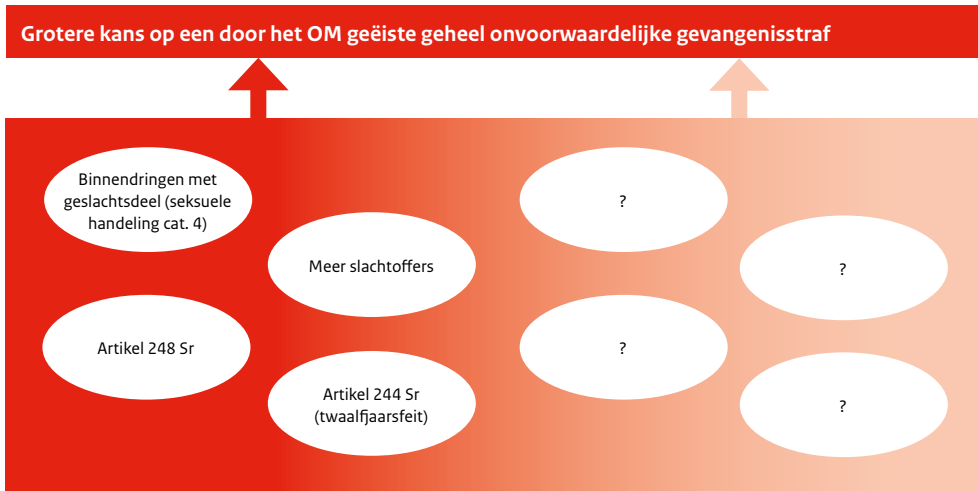 Grotere kans op een door het OM geëiste geheel onvoorwaardelijke gevangenisstraf
Binnendringen met
geslachtsdeel (seksuele
handeling cat. 4)
Meer slachtoffers
Artikel 248 Sr
Artikel 244 Sr
(twaalfjaarsfeit)
?
?
?
?